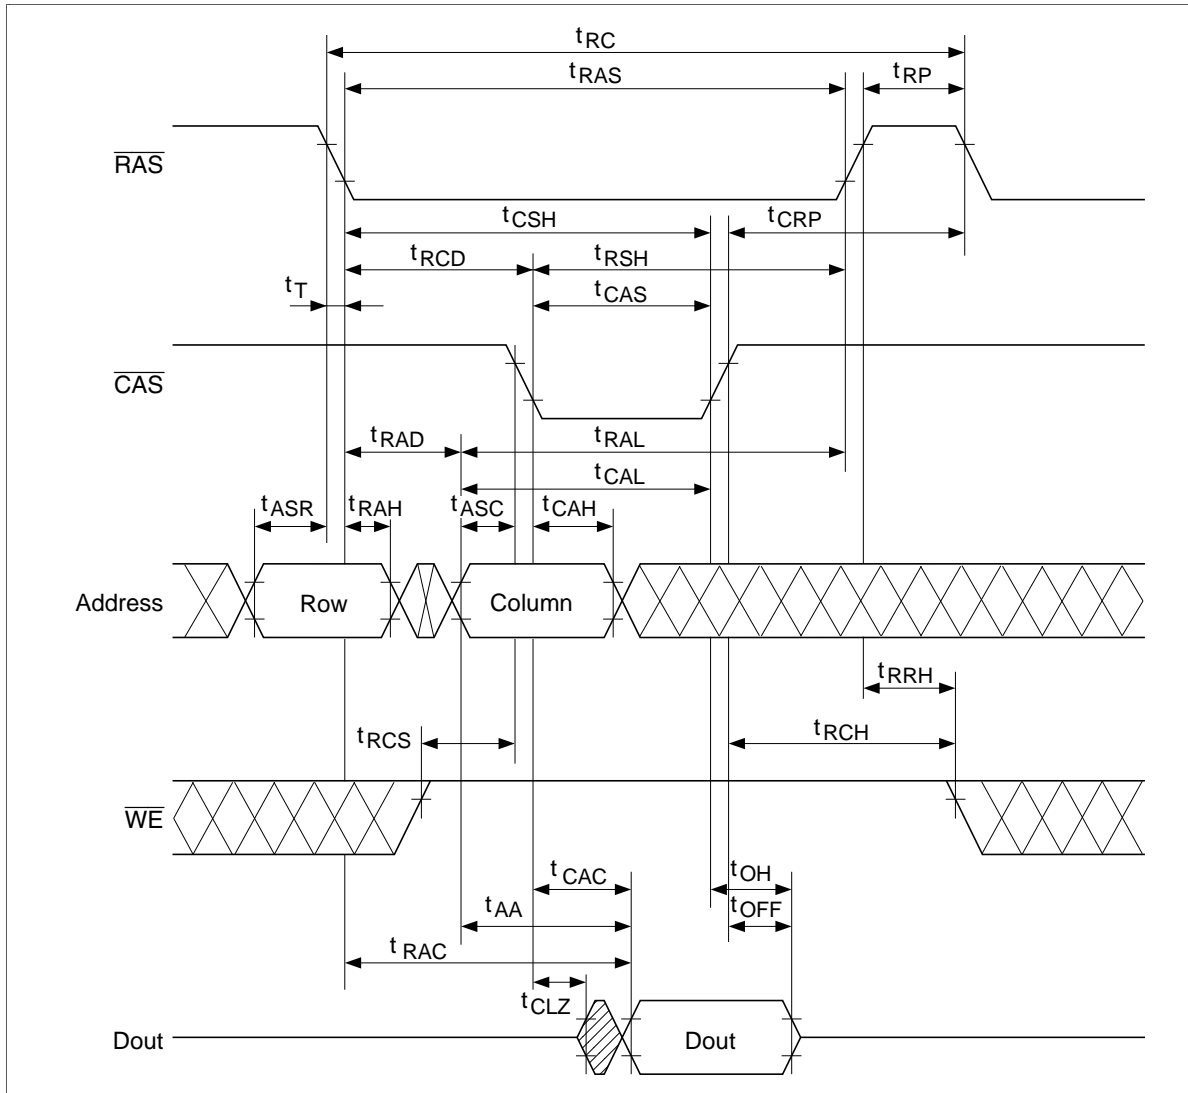 tRC
tRAS
tRP
RAS
tCSH
tCRP
tRCD
tRSH
tT
tCAS
CAS
tRAD
tRAL
tCAL
tASR
tRAH
tASC
tCAH
Address
Row
Column
tRRH
tRCS
tRCH
WE
tCAC
tOH
tAA
tOFF
tRAC
tCLZ
Dout
Dout